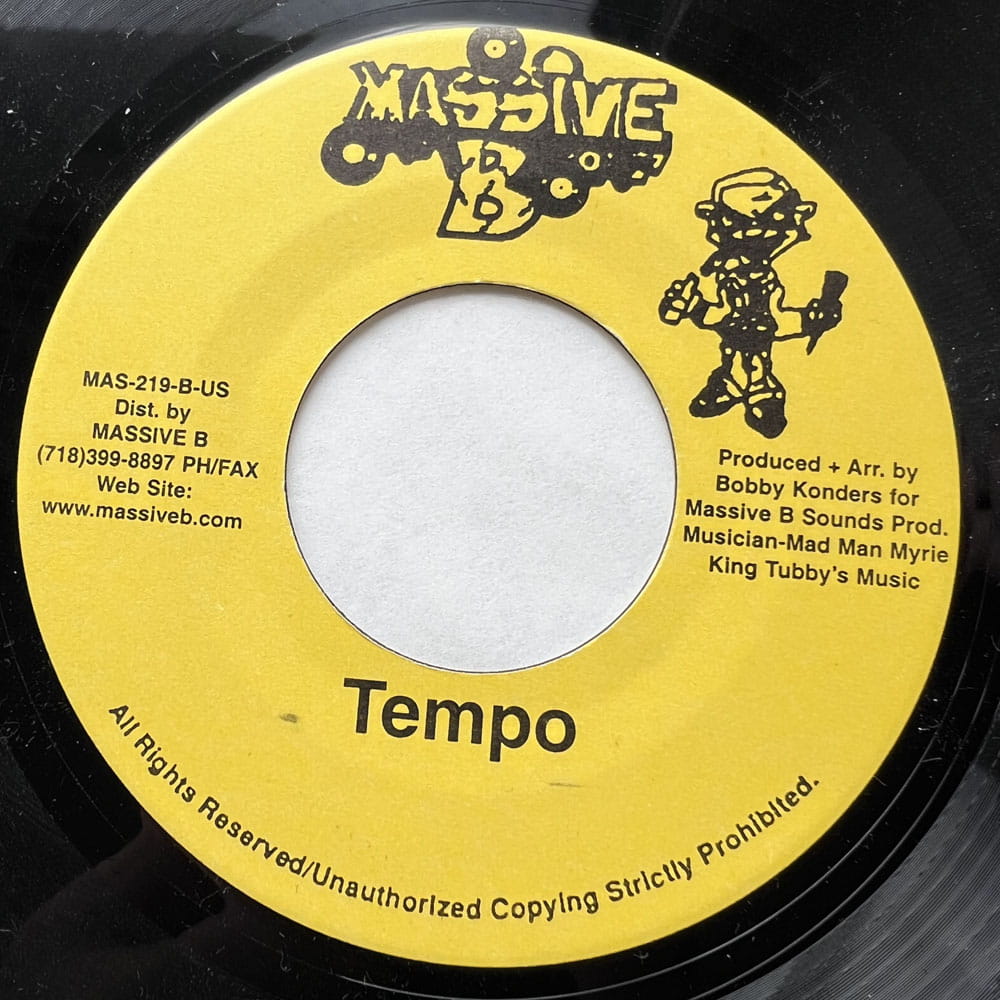 MASSIVE
B
MAS-219-B-US
Dist. by
MASSIVE B
(718)399-8897 PH/FAX
Web Site:
www.massiveb.com
Produced + Arr. by
Bobby Konders for
Massive B Sounds Prod.
Musician-Mad Man Myrie
King Tubby's Music
Tempo
All Rights Reserved/Unauthorized Copying Strictly Prohibited.